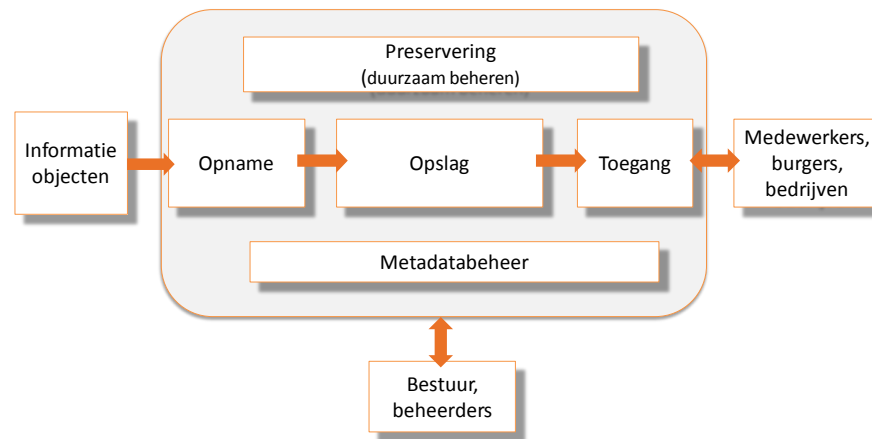 Preservering
(duurzaam beheren)
Informatie
objecten
Opname
Opslag
Toegang
Medewerkers,
burgers,
bedrijven
Metadatabeheer
Bestuur,
beheerders